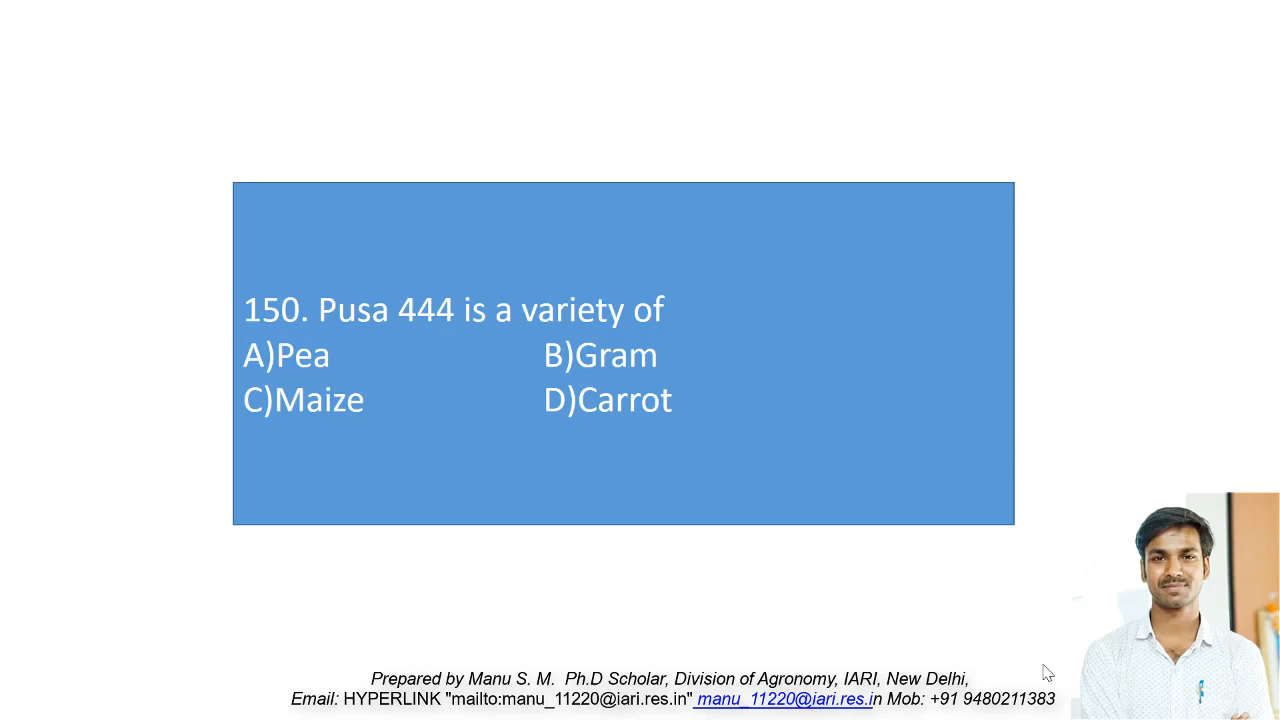 150. Pusa 444 is a variety of
A)Pea B)Gram
C)Maize D)Carrot
Prepared by Manu S. M. Ph.D Scholar, Division of Agronomy, IARI, New Delhi,
Email: HYPERLINK "mailto:manu_11220@iari.res.in" manu_11220@iari.res.in Mob: +91 9480211383